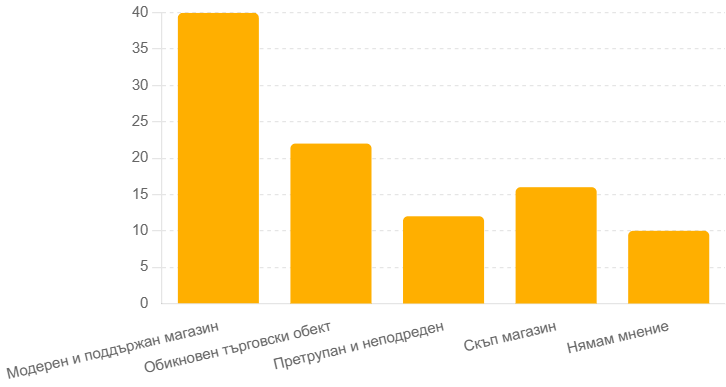 40
35
30
25
20
15
10
5
0
Модерен и поддържан магазин
Обикновен търговски обект
Претрупан и неподреден
Скъп магазин
Нямам мнение